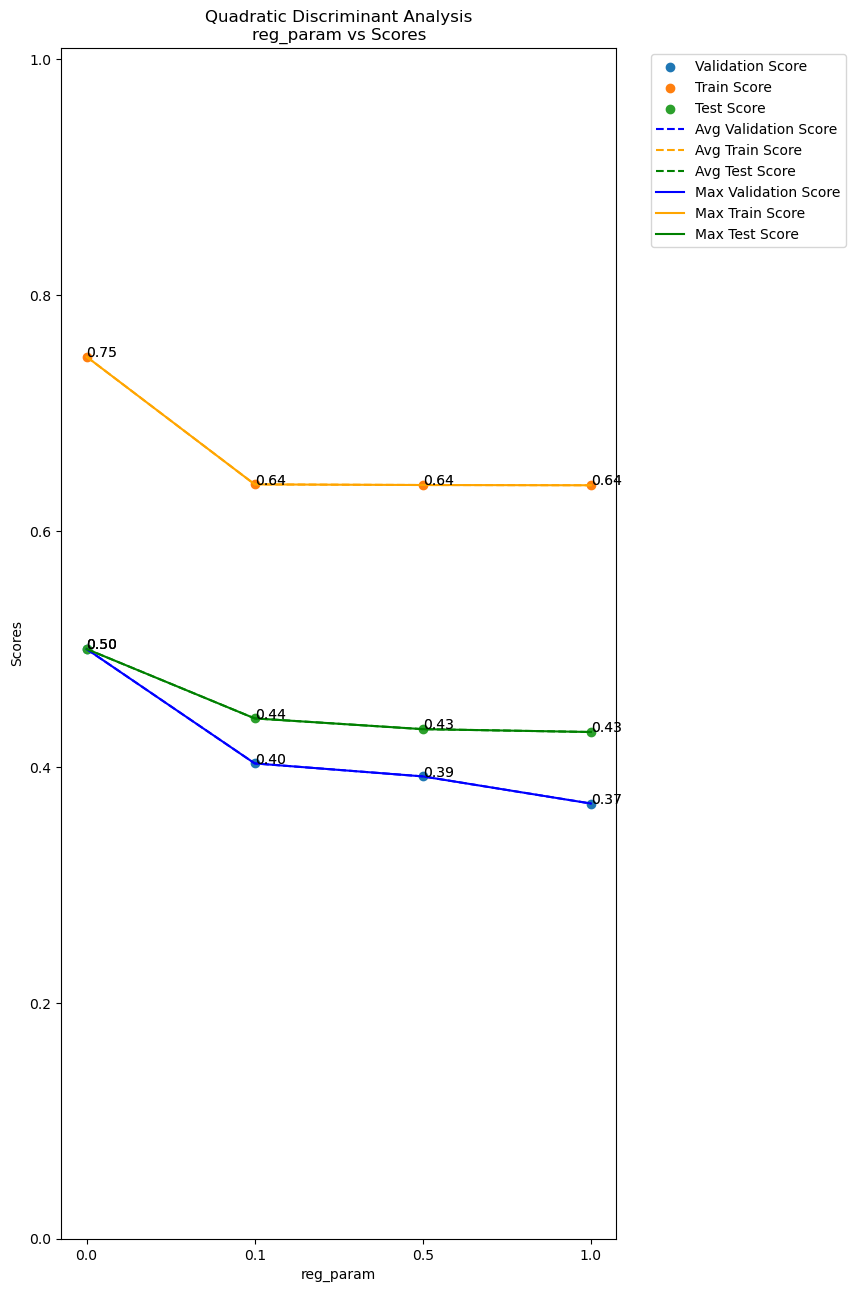 Quadratic Discriminant Analysis
reg_param vs Scores
Validation Score
Train Score
Test Score
Avg Validation Score
Avg Train Score
Avg Test Score
Max Validation Score
Max Train Score
Max Test Score
Scores
1.0
0.8
0.6
0.4
0.2
0.0
0.75
0.64
0.64
0.64
0.50
0.44
0.43
0.43
0.40
0.39
0.37
0.0
0.1
0.5
1.0
reg_param